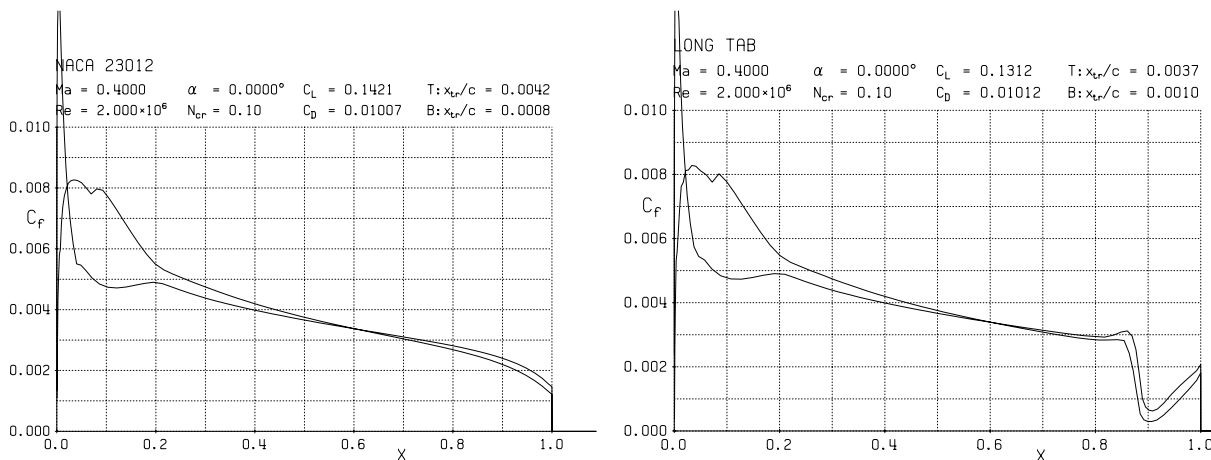 NACA 23012
Ma = 0.4000 α = 0.0000° C_L = 0.1421 T: x_tr/c = 0.0042
Re = 2.000×10⁶ N_cr = 0.10 C_D = 0.01007 B: x_tr/c = 0.0008
0.010
0.008
C_f
0.006
0.004
0.002
0.000
0.0 0.2 0.4 0.6 0.8 1.0
X
LONG TAB
Ma = 0.4000 α = 0.0000° C_L = 0.1312 T: x_tr/c = 0.0037
Re = 2.000×10⁶ N_cr = 0.10 C_D = 0.01012 B: x_tr/c = 0.0010
0.010
0.008
C_f
0.006
0.004
0.002
0.000
0.0 0.2 0.4 0.6 0.8 1.0
X